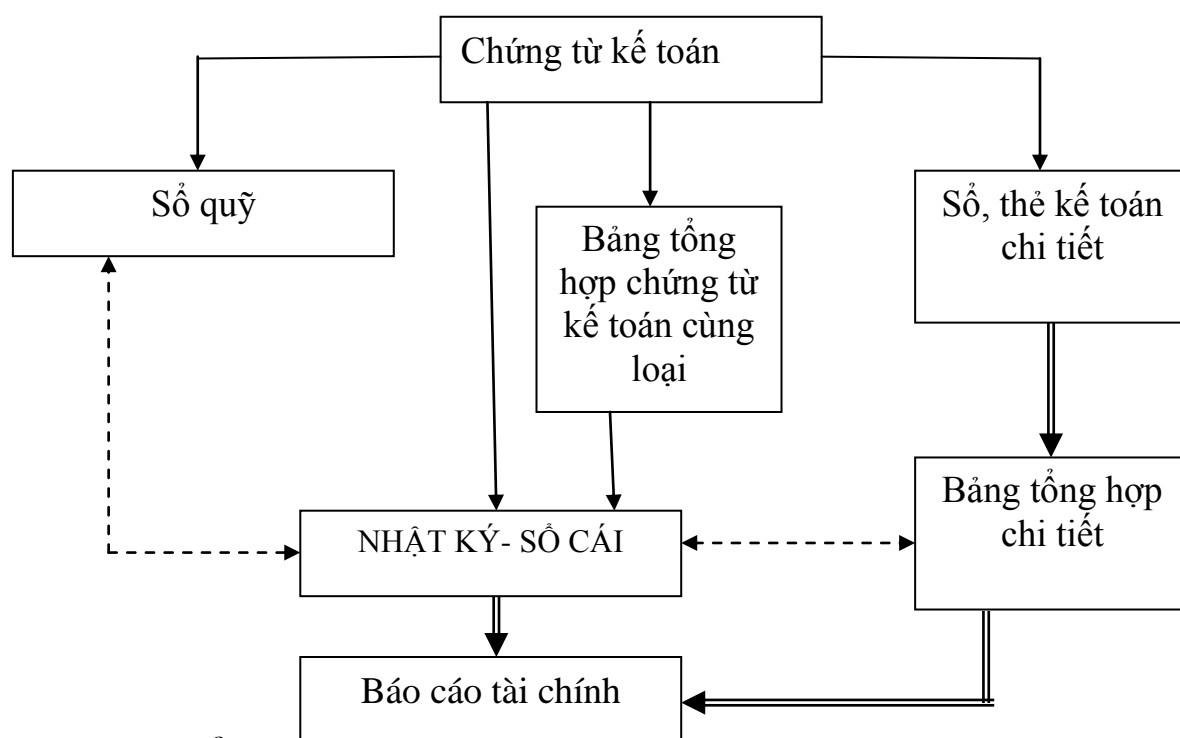 Chứng từ kế toán
Sổ quỹ
Bảng tổng
hợp chứng từ
kế toán cùng
loại
Sổ, thẻ kế toán
chi tiết
NHẬT KÝ- SỔ CÁI
Bảng tổng hợp
chi tiết
Báo cáo tài chính